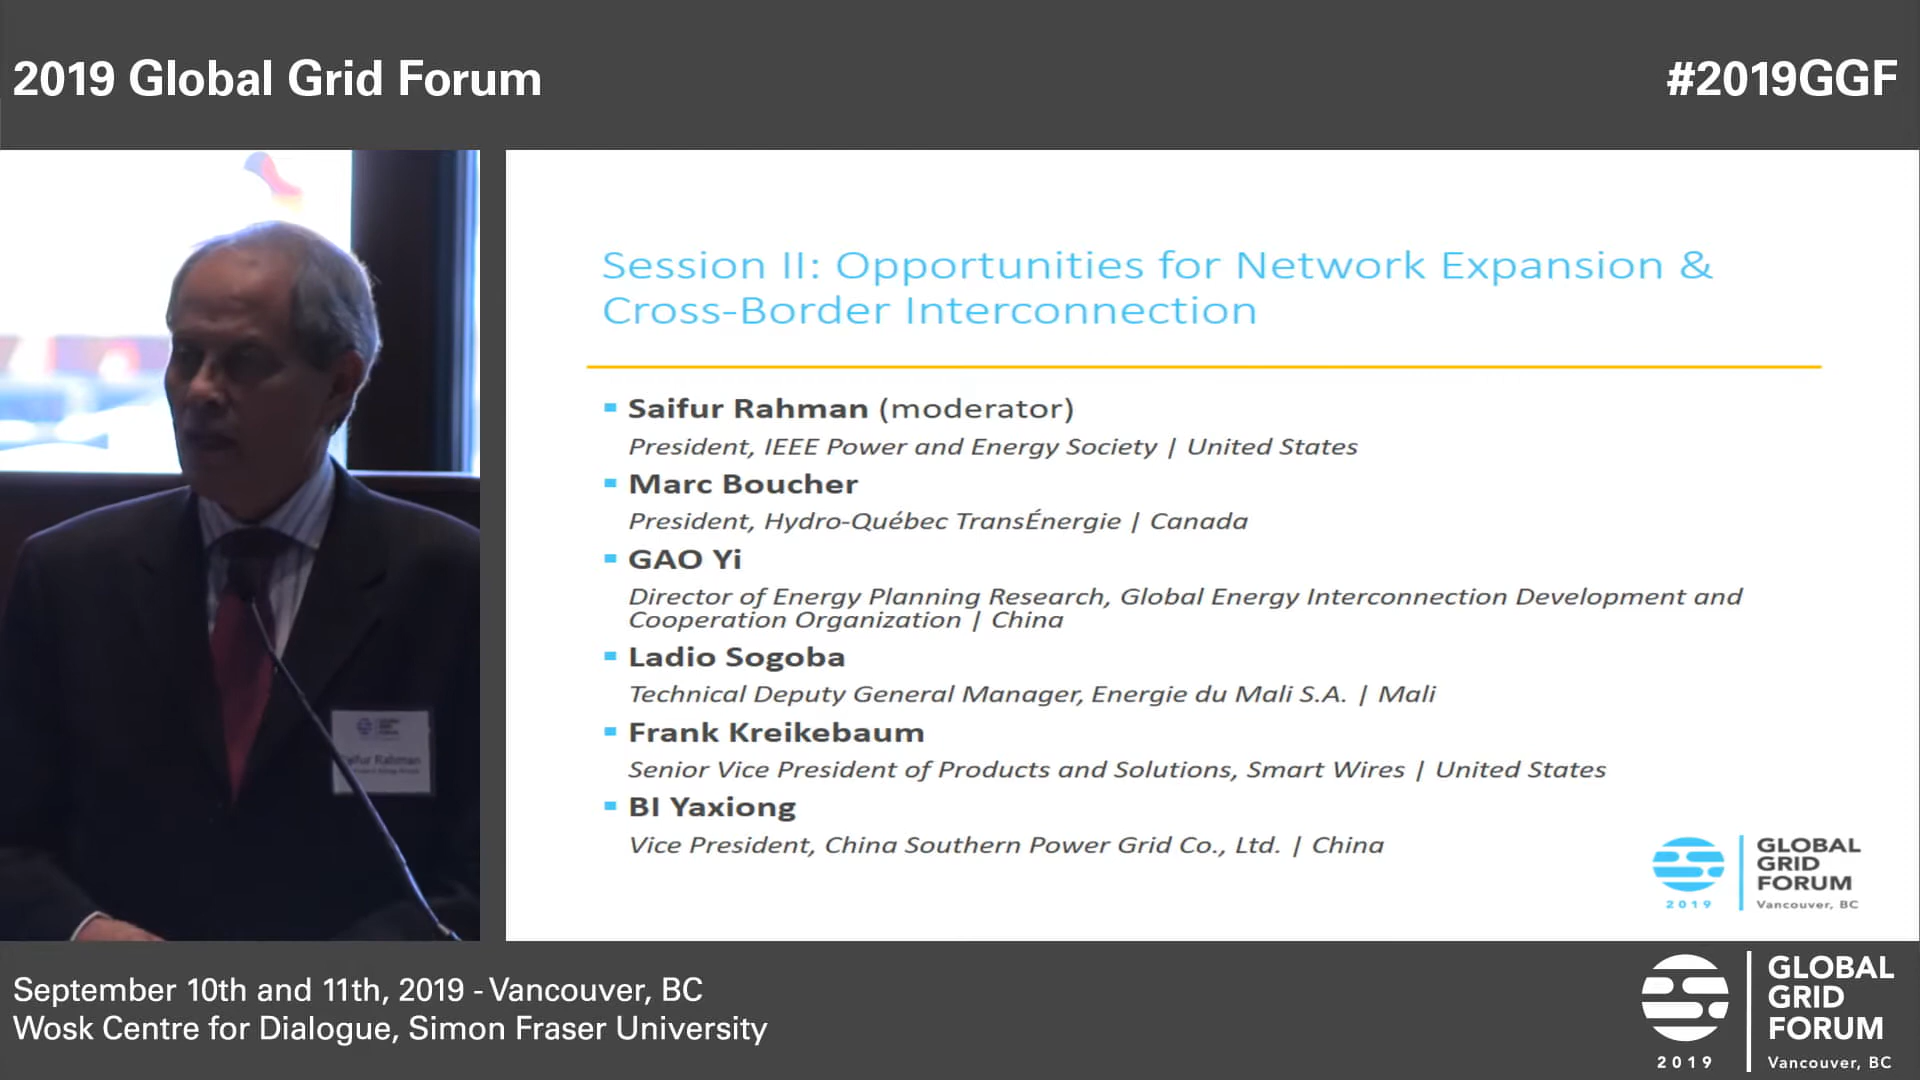 2019 Global Grid Forum
#2019GGF
Session II: Opportunities for Network Expansion &
Cross-Border Interconnection
Saifur Rahman (moderator)
President, IEEE Power and Energy Society | United States
Marc Boucher
President, Hydro-Québec TransÉnergie | Canada
GAO Yi
Director of Energy Planning Research, Global Energy Interconnection Development and
Cooperation Organization | China
Ladio Sogoba
Technical Deputy General Manager, Energie du Mali S.A. | Mali
Frank Kreikebaum
Senior Vice President of Products and Solutions, Smart Wires | United States
BI Yaxiong
Vice President, China Southern Power Grid Co., Ltd. | China
GLOBAL
GRID
FORUM
2019
Vancouver, BC
Rahman
September 10th and 11th, 2019 - Vancouver, BC
Wosk Centre for Dialogue, Simon Fraser University
GLOBAL
GRID
FORUM
2019
Vancouver, BC